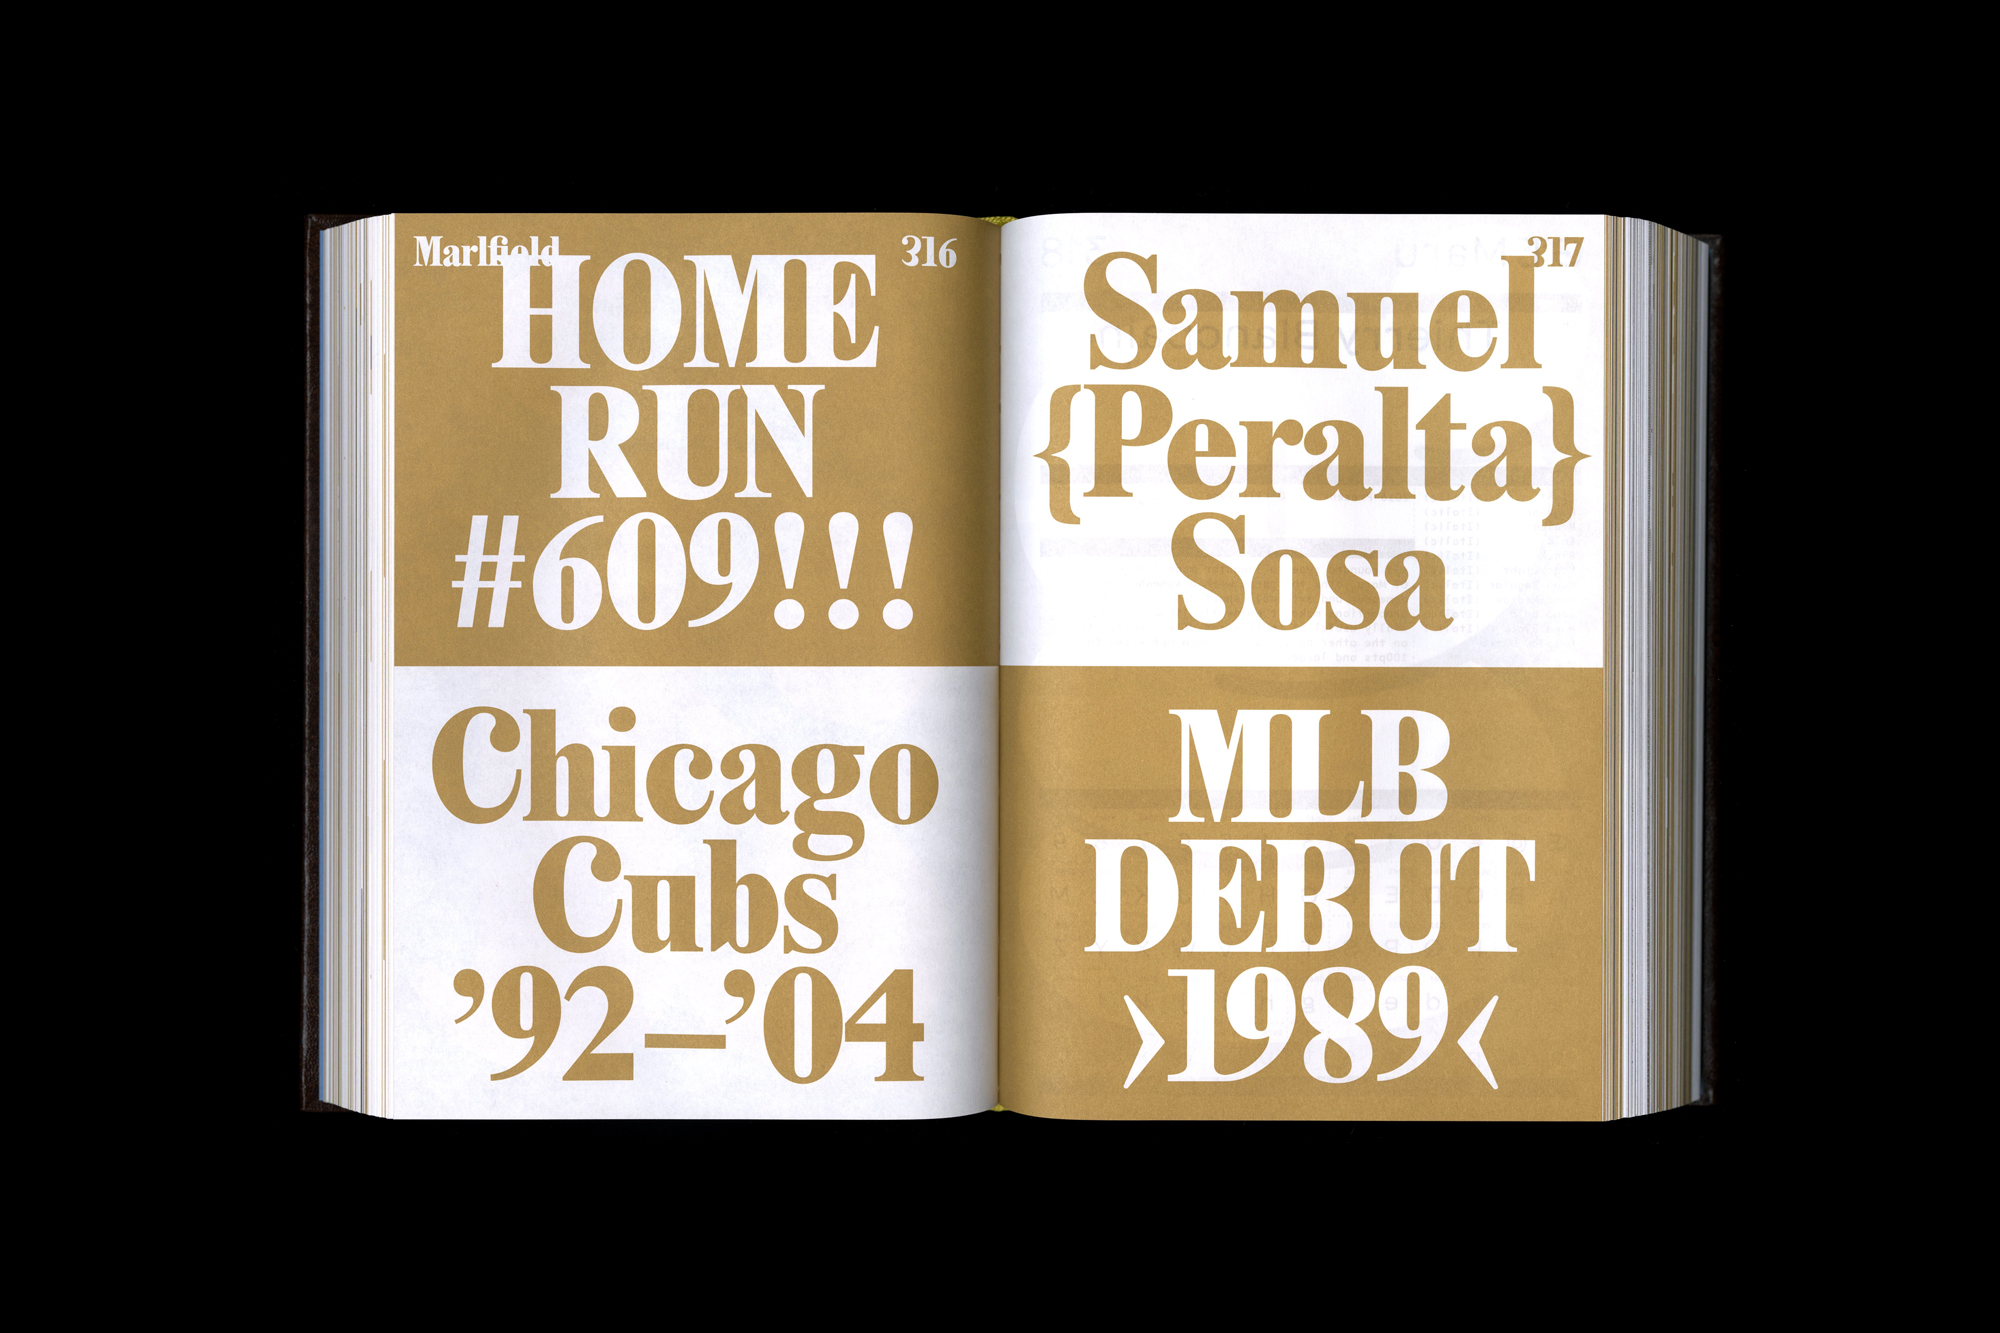 Marlfield
316
HOME
RUN
#609!!!
Chicago
Cubs
’92–’04
317
Samuel
{Peralta}
Sosa
MLB
DEBUT
›1989‹